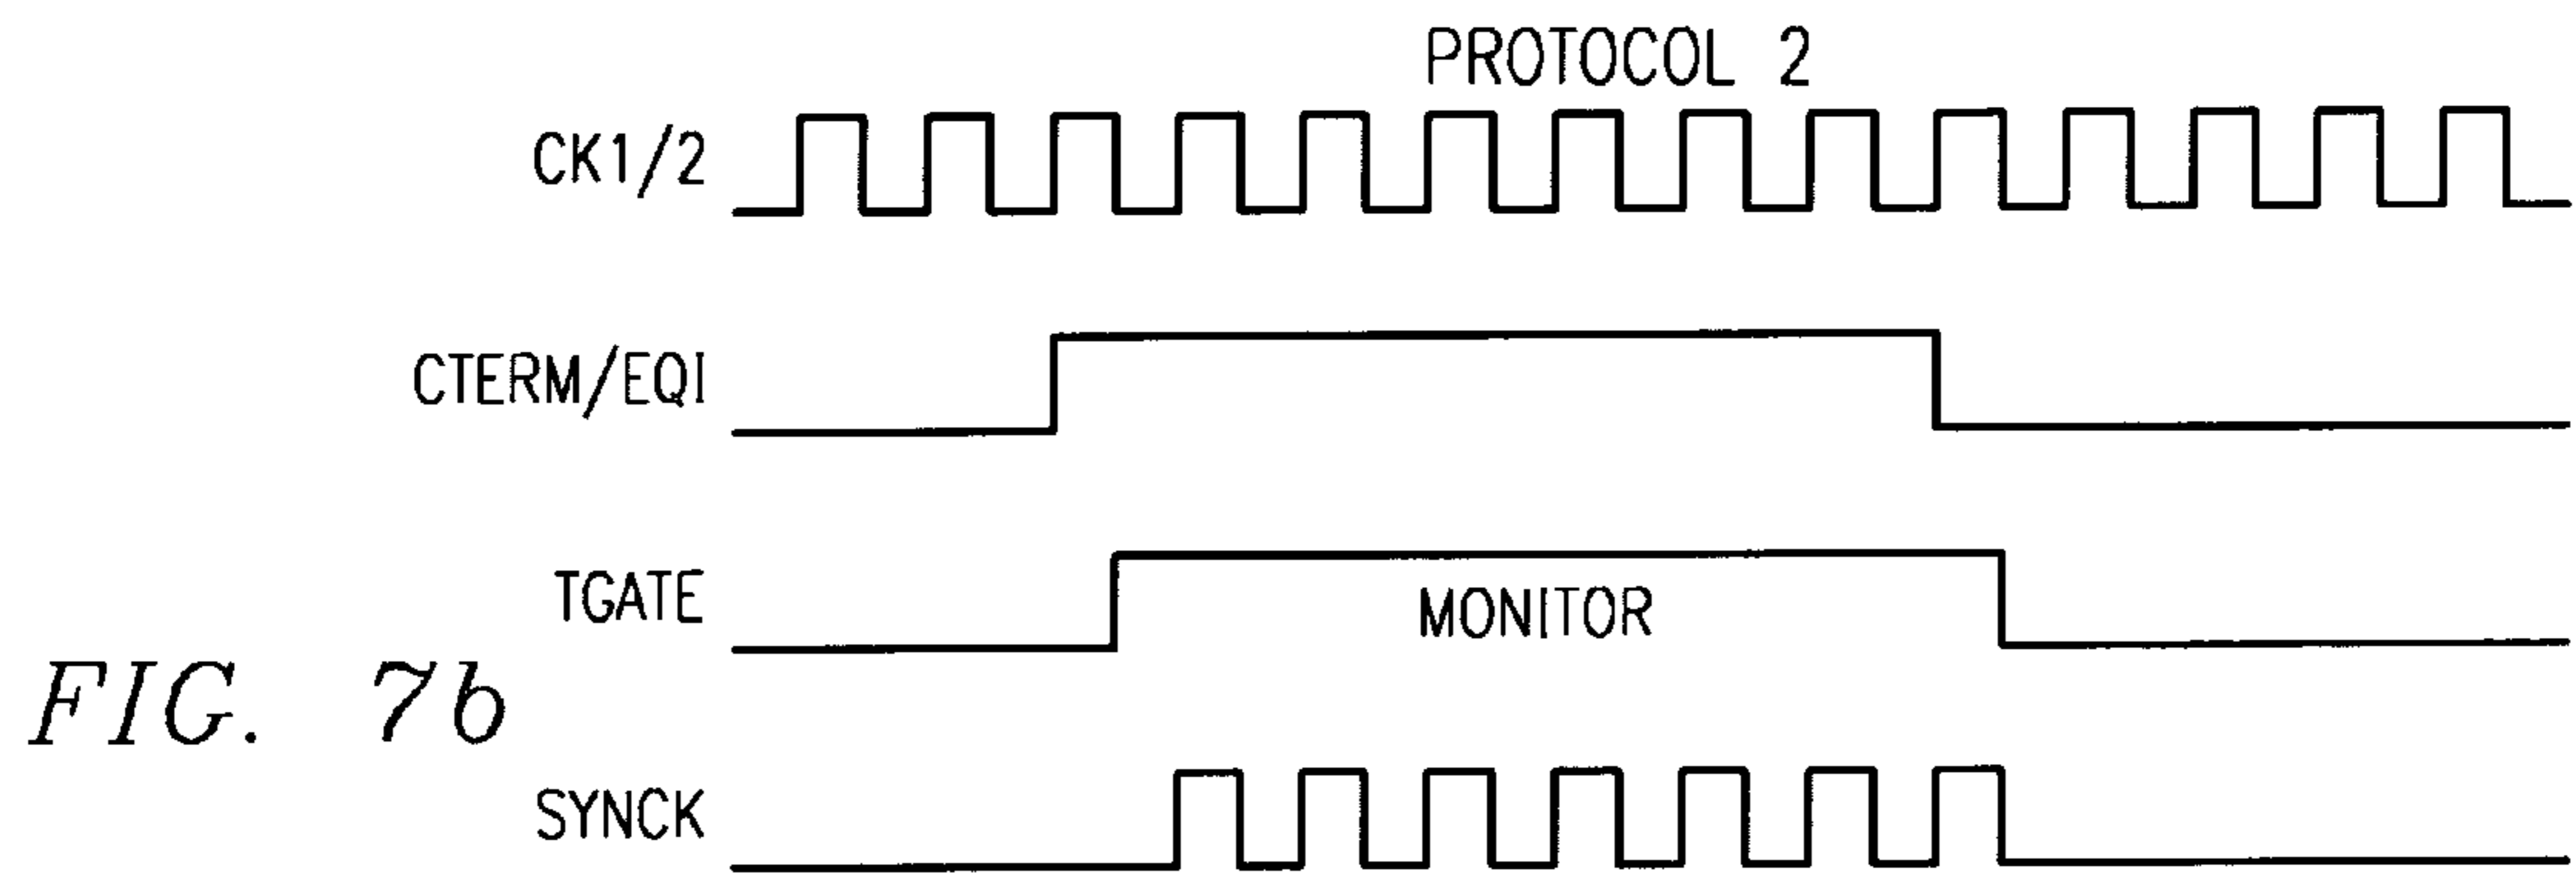 PROTOCOL 2
CK1/2
CTERM/EQI
TGATE
MONITOR
FIG. 7b
SYNCK